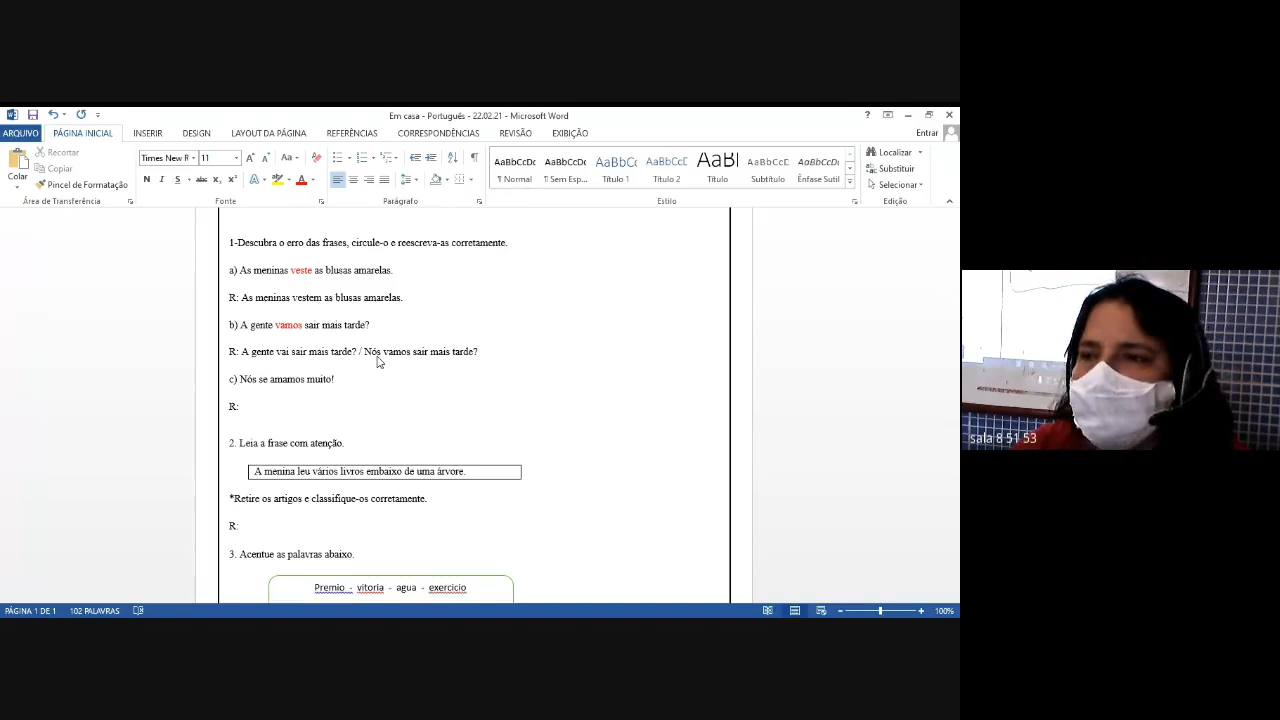 Em casa - Português - 22.02.21 - Microsoft Word
ARQUIVO PÁGINA INICIAL INSERIR DESIGN LAYOUT DA PÁGINA REFERÊNCIAS CORRESPONDÊNCIAS REVISÃO EXIBIÇÃO Entrar
Colar
Recortar
Copiar
Pincel de Formatação
Área de Transferência
Times New R 11
Fonte
Parágrafo
AaBbCcDc AaBbCcDc AaBbCc AaBbCcD AaBl AaBbCcD AaBbCcDc
¶ Normal ¶ Sem Esp... Título 1 Título 2 Título Subtítulo Ênfase Sutil
Estilo
Localizar
Substituir
Selecionar
Edição
1-Descubra o erro das frases, circule-o e reescreva-as corretamente.
a) As meninas veste as blusas amarelas.
R: As meninas vestem as blusas amarelas.
b) A gente vamos sair mais tarde?
R: A gente vai sair mais tarde? / Nós vamos sair mais tarde?
c) Nós se amamos muito!
R:
2. Leia a frase com atenção.
A menina leu vários livros embaixo de uma árvore.
*Retire os artigos e classifique-os corretamente.
R:
3. Acentue as palavras abaixo.
Premio - vitoria - agua - exercicio
PÁGINA 1 DE 1 102 PALAVRAS 100%
sala 8 51 53